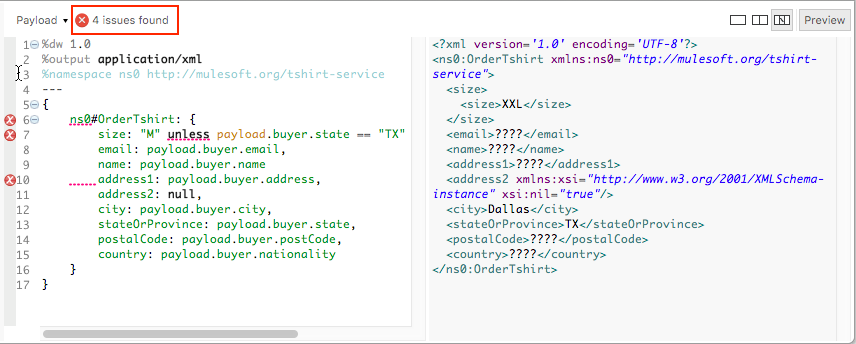 Payload ▾ 4 issues found Preview
1 %dw 1.0
2 %output application/xml
3 %namespace ns0 http://mulesoft.org/tshirt-service
4 ---
5 {
6 ns0#OrderTshirt: {
7 size: "M" unless payload.buyer.state == "TX"
8 email: payload.buyer.email,
9 name: payload.buyer.name
10 address1: payload.buyer.address,
11 address2: null,
12 city: payload.buyer.city,
13 stateOrProvince: payload.buyer.state,
14 postalCode: payload.buyer.postCode,
15 country: payload.buyer.nationality
16 }
17 }
<?xml version='1.0' encoding='UTF-8'?>
<ns0:OrderTshirt xmlns:ns0="http://mulesoft.org/tshirt-
service">
<size>
<size>XXL</size>
</size>
<email>????</email>
<name>????</name>
<address1>????</address1>
<address2 xmlns:xsi="http://www.w3.org/2001/XMLSchema-
instance" xsi:nil="true"/>
<city>Dallas</city>
<stateOrProvince>TX</stateOrProvince>
<postalCode>????</postalCode>
<country>????</country>
</ns0:OrderTshirt>